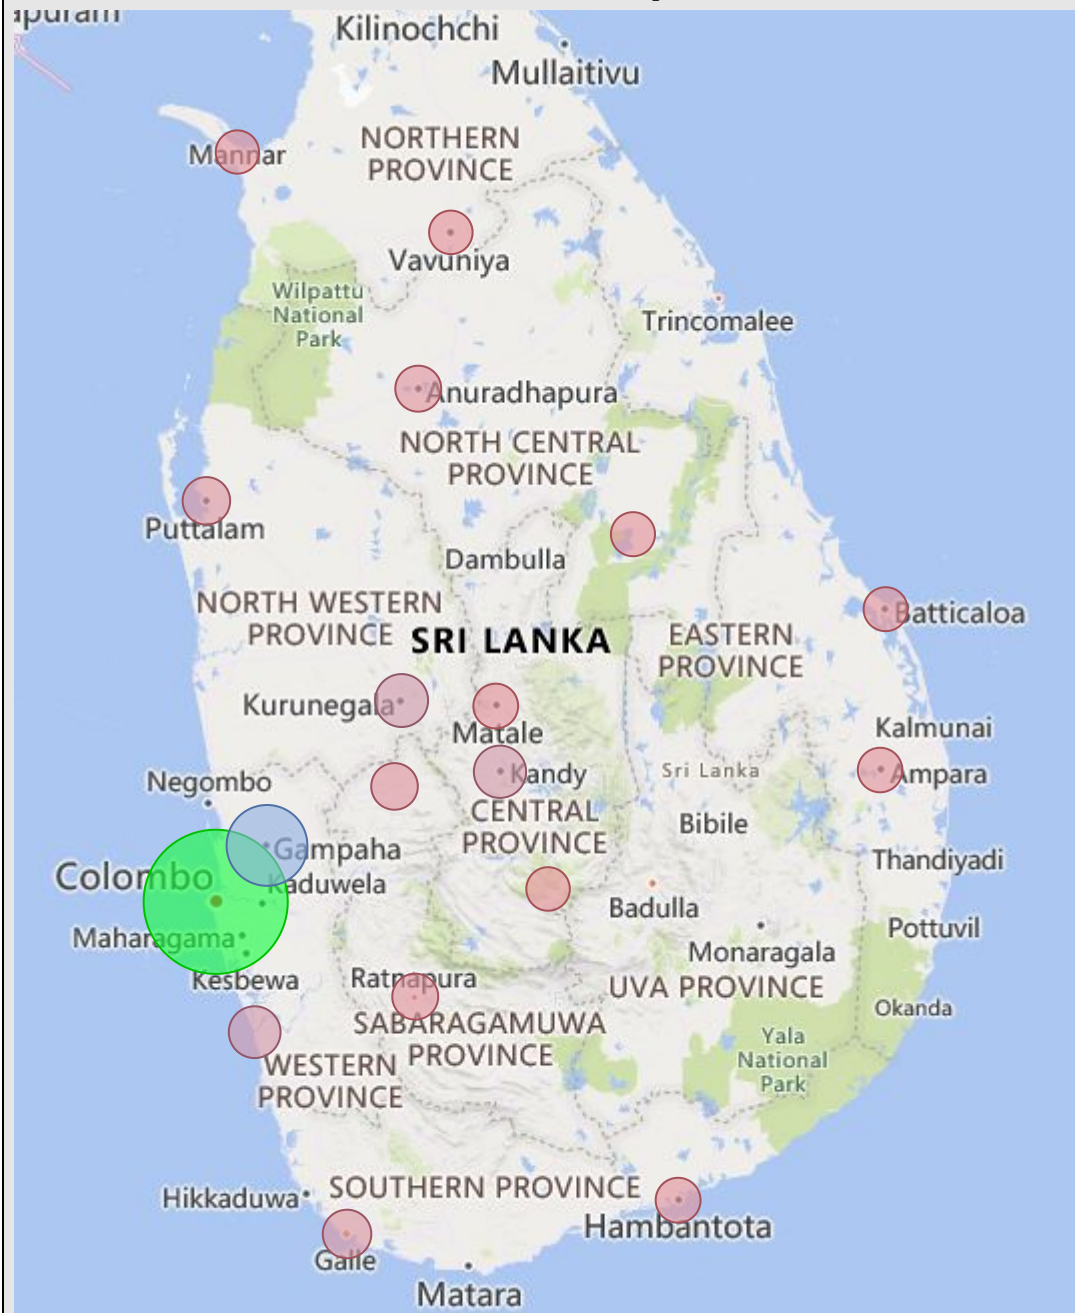 apuram
Kilinochchi
Mullaitivu
Mannar
NORTHERN
PROVINCE
Vavuniya
Wilpattu
National
Park
Trincomalee
Anuradhapura
NORTH CENTRAL
PROVINCE
Puttalam
Dambulla
NORTH WESTERN
PROVINCE
SRI LANKA
EASTERN
PROVINCE
Batticaloa
Kurunegala
Matale
Kalmunai
Negombo
Kandy
Sri Lanka
Ampara
CENTRAL
PROVINCE
Bibile
Gampaha
Thandiyadi
Colombo
Kaduwela
Badulla
Maharagama
Monaragala
Pottuvil
Kesbewa
Ratnapura
UVA PROVINCE
Okanda
SABARAGAMUWA
PROVINCE
WESTERN
PROVINCE
Yala
National
Park
Hikkaduwa
SOUTHERN PROVINCE
Hambantota
Galle
Matara